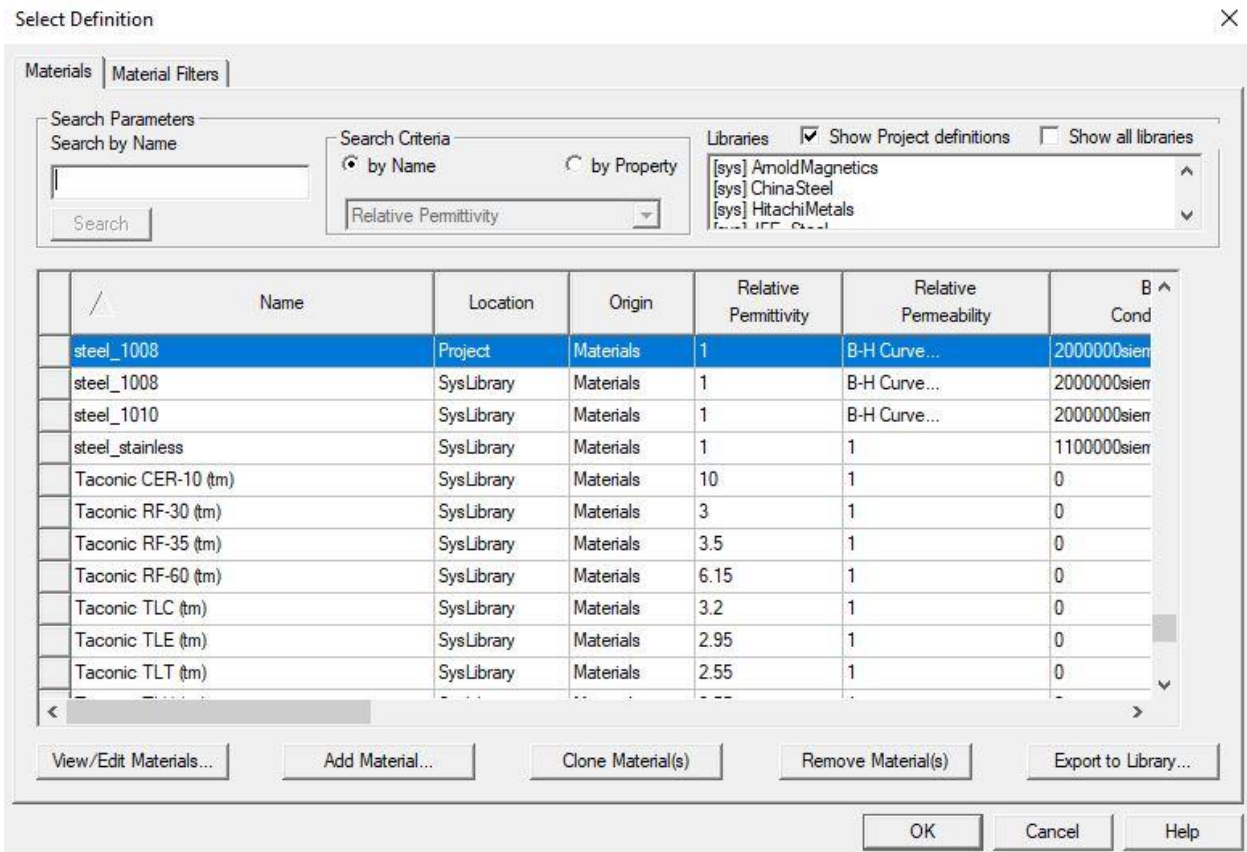 Select Definition
Materials Material Filters
Search Parameters
Search by Name
Search
Search Criteria
by Name by Property
Relative Permittivity
Libraries Show Project definitions Show all libraries
[sys] ArnoldMagnetics
[sys] ChinaSteel
[sys] HitachiMetals
Name Location Origin Relative Permittivity Relative Permeability B Cond
steel_1008 Project Materials 1 B-H Curve... 2000000siem
steel_1008 SysLibrary Materials 1 B-H Curve... 2000000siem
steel_1010 SysLibrary Materials 1 B-H Curve... 2000000siem
steel_stainless SysLibrary Materials 1 1 1100000siem
Taconic CER-10 (tm) SysLibrary Materials 10 1 0
Taconic RF-30 (tm) SysLibrary Materials 3 1 0
Taconic RF-35 (tm) SysLibrary Materials 3.5 1 0
Taconic RF-60 (tm) SysLibrary Materials 6.15 1 0
Taconic TLC (tm) SysLibrary Materials 3.2 1 0
Taconic TLE (tm) SysLibrary Materials 2.95 1 0
Taconic TLT (tm) SysLibrary Materials 2.55 1 0
View/Edit Materials... Add Material... Clone Material(s) Remove Material(s) Export to Library...
OK Cancel Help